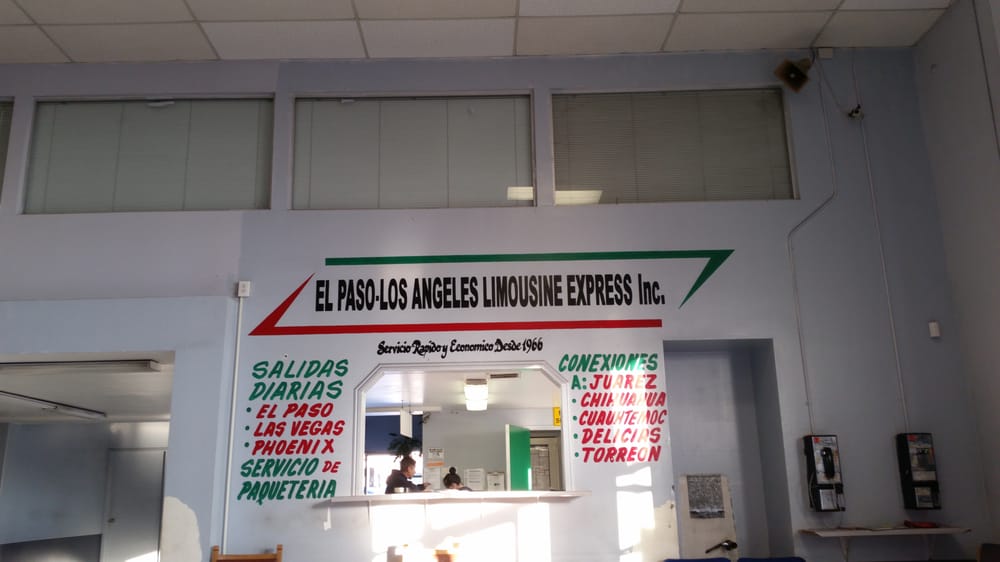 EL PASO-LOS ANGELES LIMOUSINE EXPRESS Inc.
Servicio Rapido y Economico Desde 1966
SALIDAS
DIARIAS
• EL PASO
• LAS VEGAS
• PHOENIX
SERVICIO DE
PAQUETERIA
CONEXIONES
A: JUAREZ
• CHIHUAHUA
• CUAUHTEMOC
• DELICIAS
• TORREON